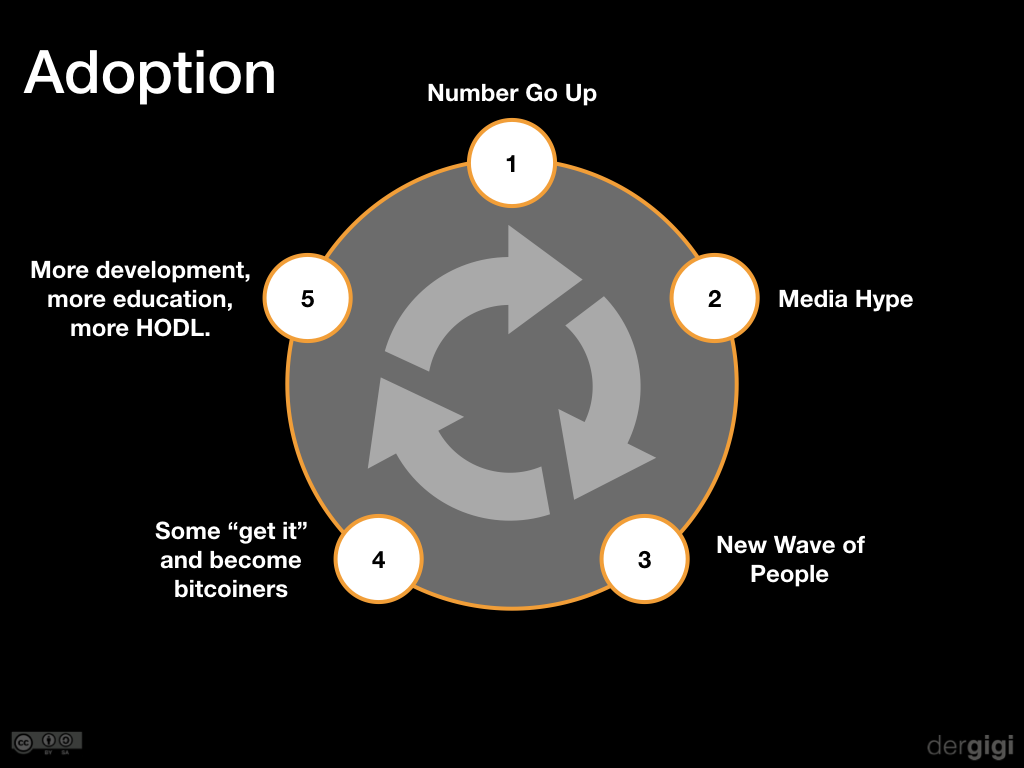 Adoption
Number Go Up
1
2
Media Hype
3
New Wave of
People
4
Some “get it”
and become
bitcoiners
5
More development,
more education,
more HODL.
cc
BY SA
dergigi